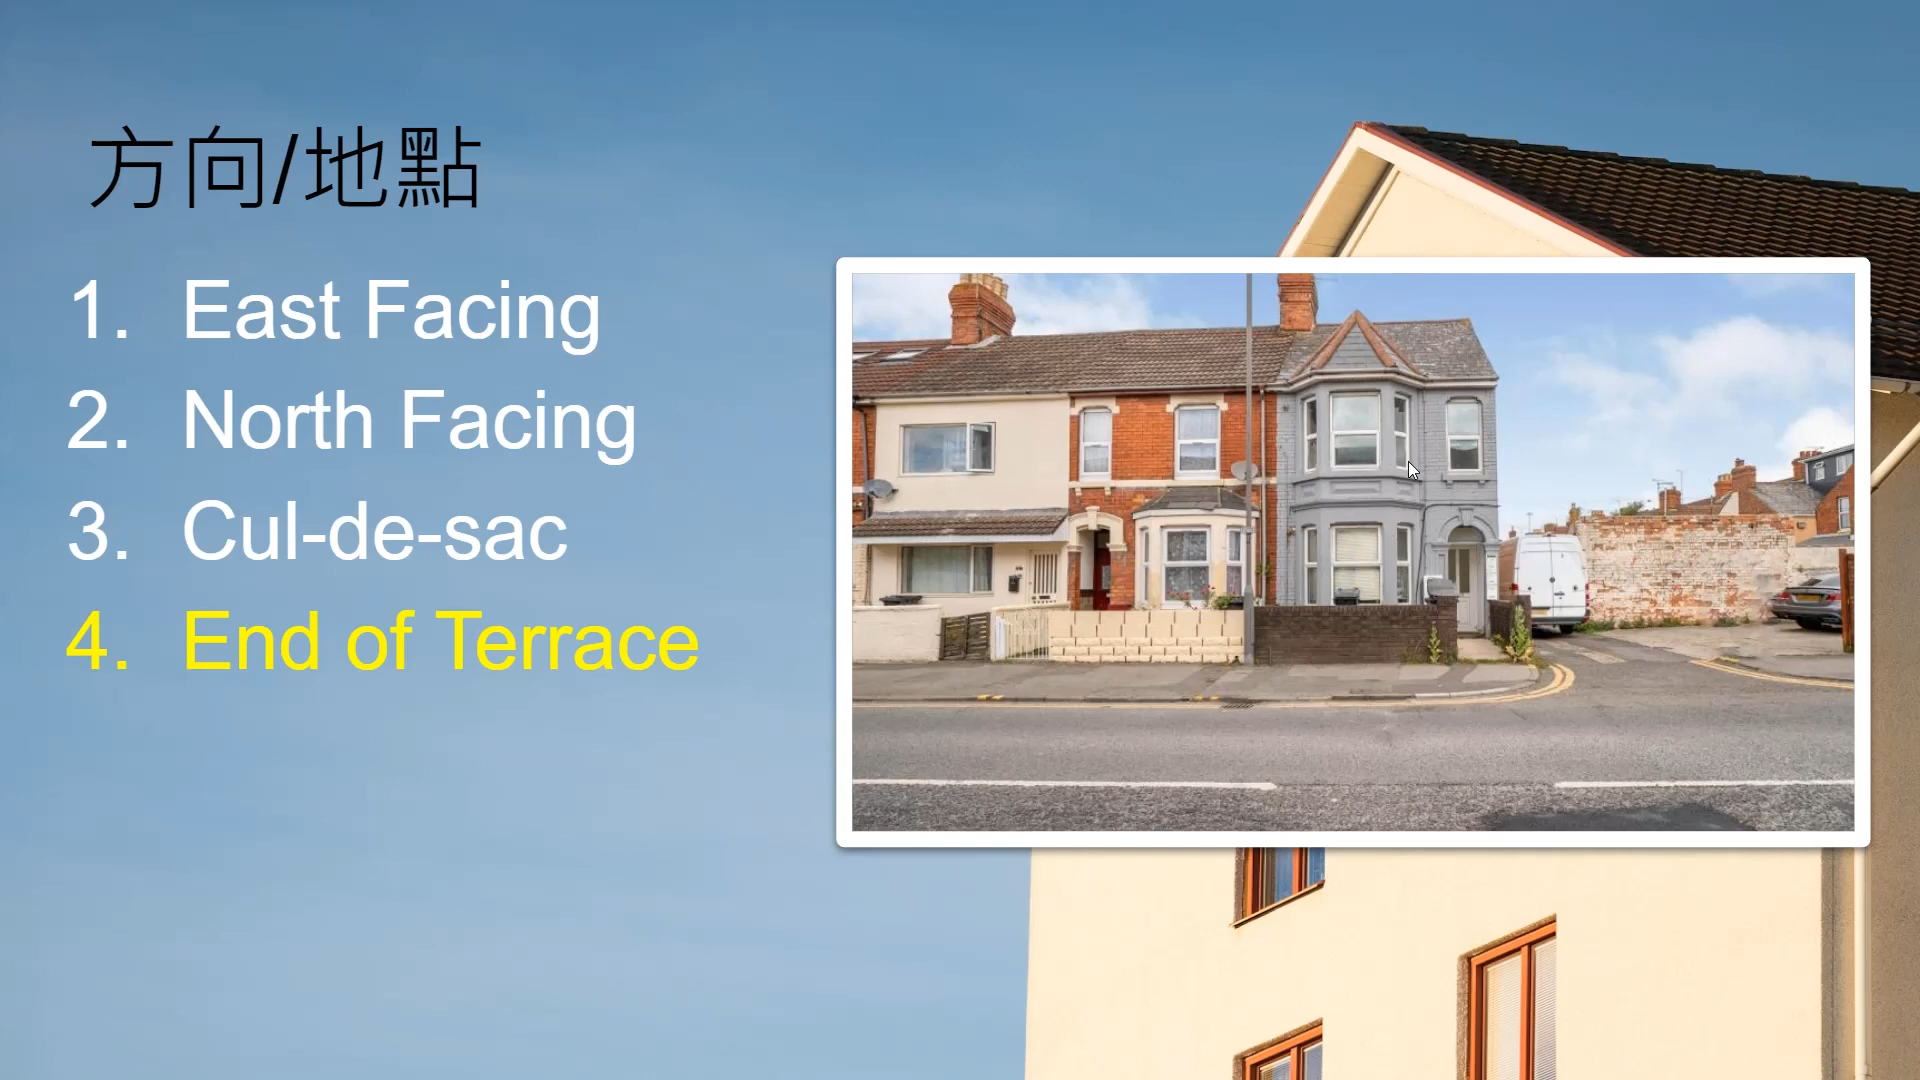 方向/地點
1. East Facing
2. North Facing
3. Cul-de-sac
4. End of Terrace